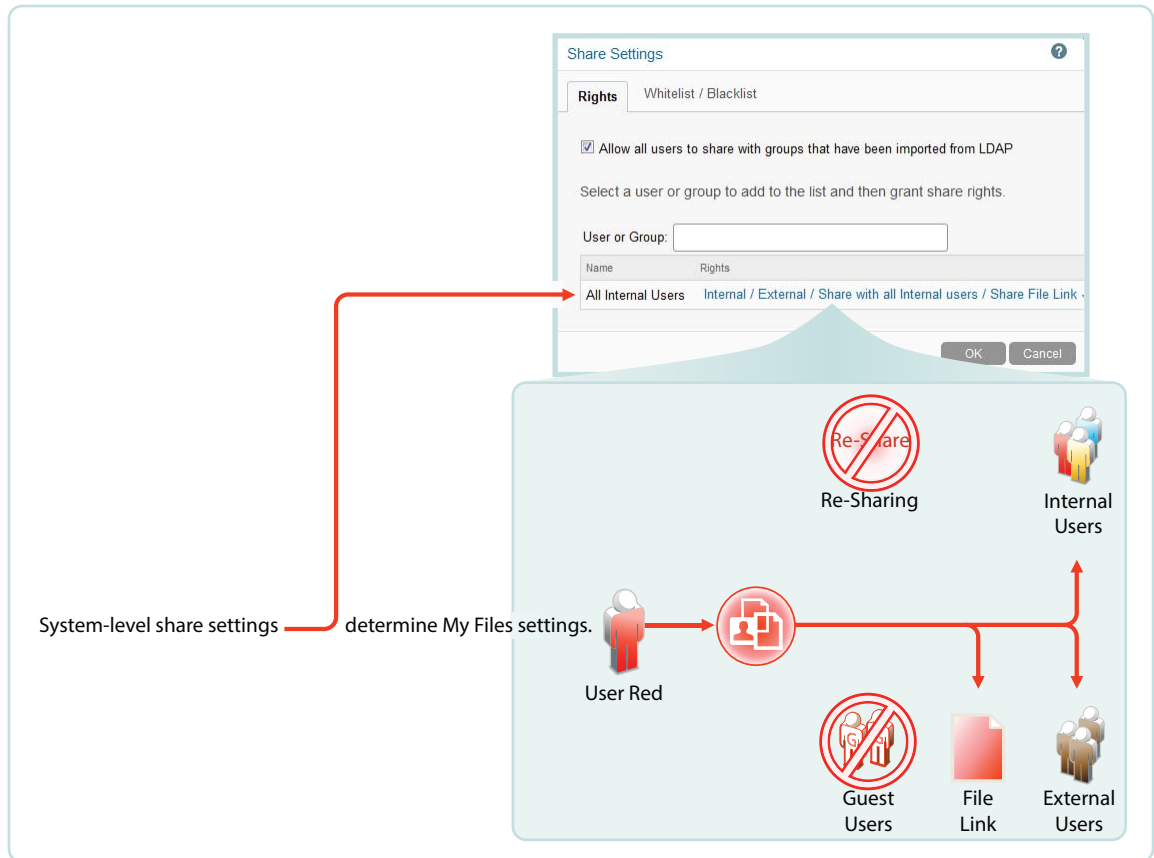 Share Settings
?
Rights
Whitelist / Blacklist
Allow all users to share with groups that have been imported from LDAP
Select a user or group to add to the list and then grant share rights.
User or Group:
Name Rights
All Internal Users Internal / External / Share with all Internal users / Share File Link
OK Cancel
Re-Share
Re-Sharing
Internal
Users
System-level share settings determine My Files settings.
User Red
G G
Guest
Users
File
Link
External
Users